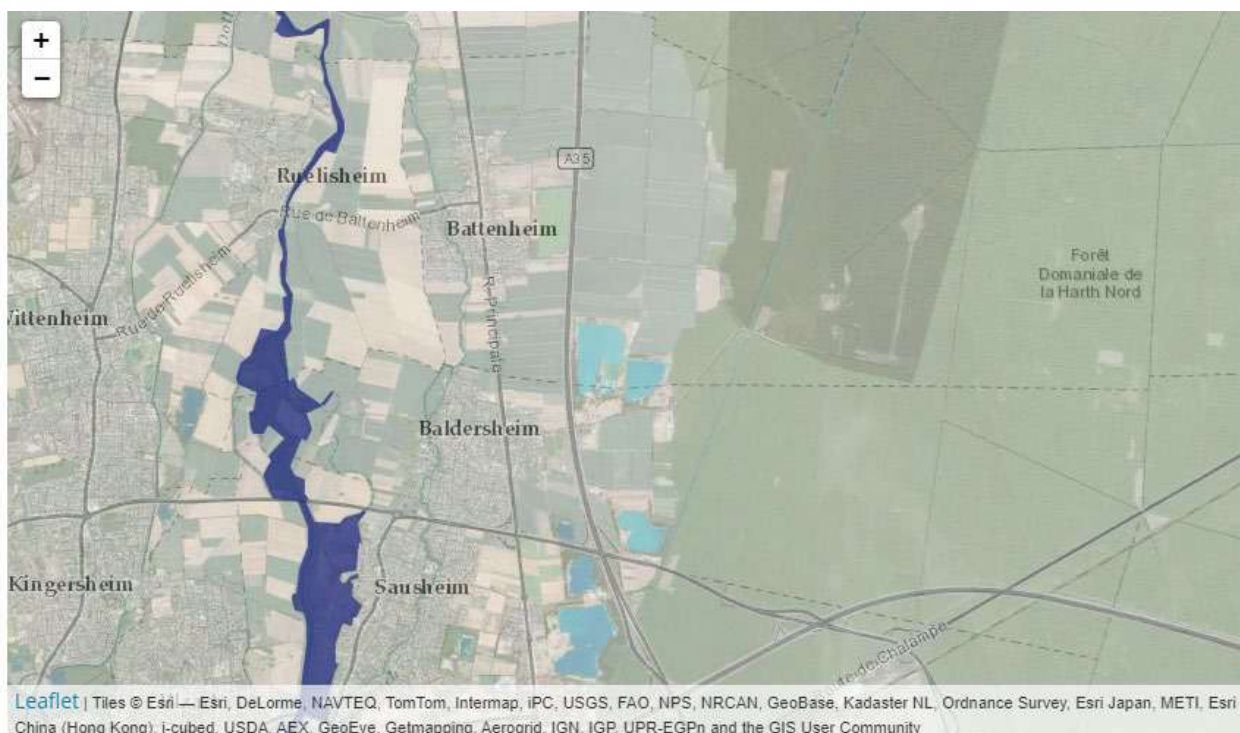 +
−
Ruelisheim
A35
Rue de Battenheim
Battenheim
Forêt
Domaniale de
la Harth Nord
Rue de Ruelisheim
Vittenheim
R Principale
Baldersheim
Kingersheim
Sausheim
de Chalampe
Leaflet | Tiles © Esri — Esri, DeLorme, NAVTEQ, TomTom, Intermap, iPC, USGS, FAO, NPS, NRCAN, GeoBase, Kadaster NL, Ordnance Survey, Esri Japan, METI, Esri
China (Hong Kong), i-cubed, USDA, AEX, GeoEye, Getmapping, Aerogrid, IGN, IGP, UPR-EGPn and the GIS User Community